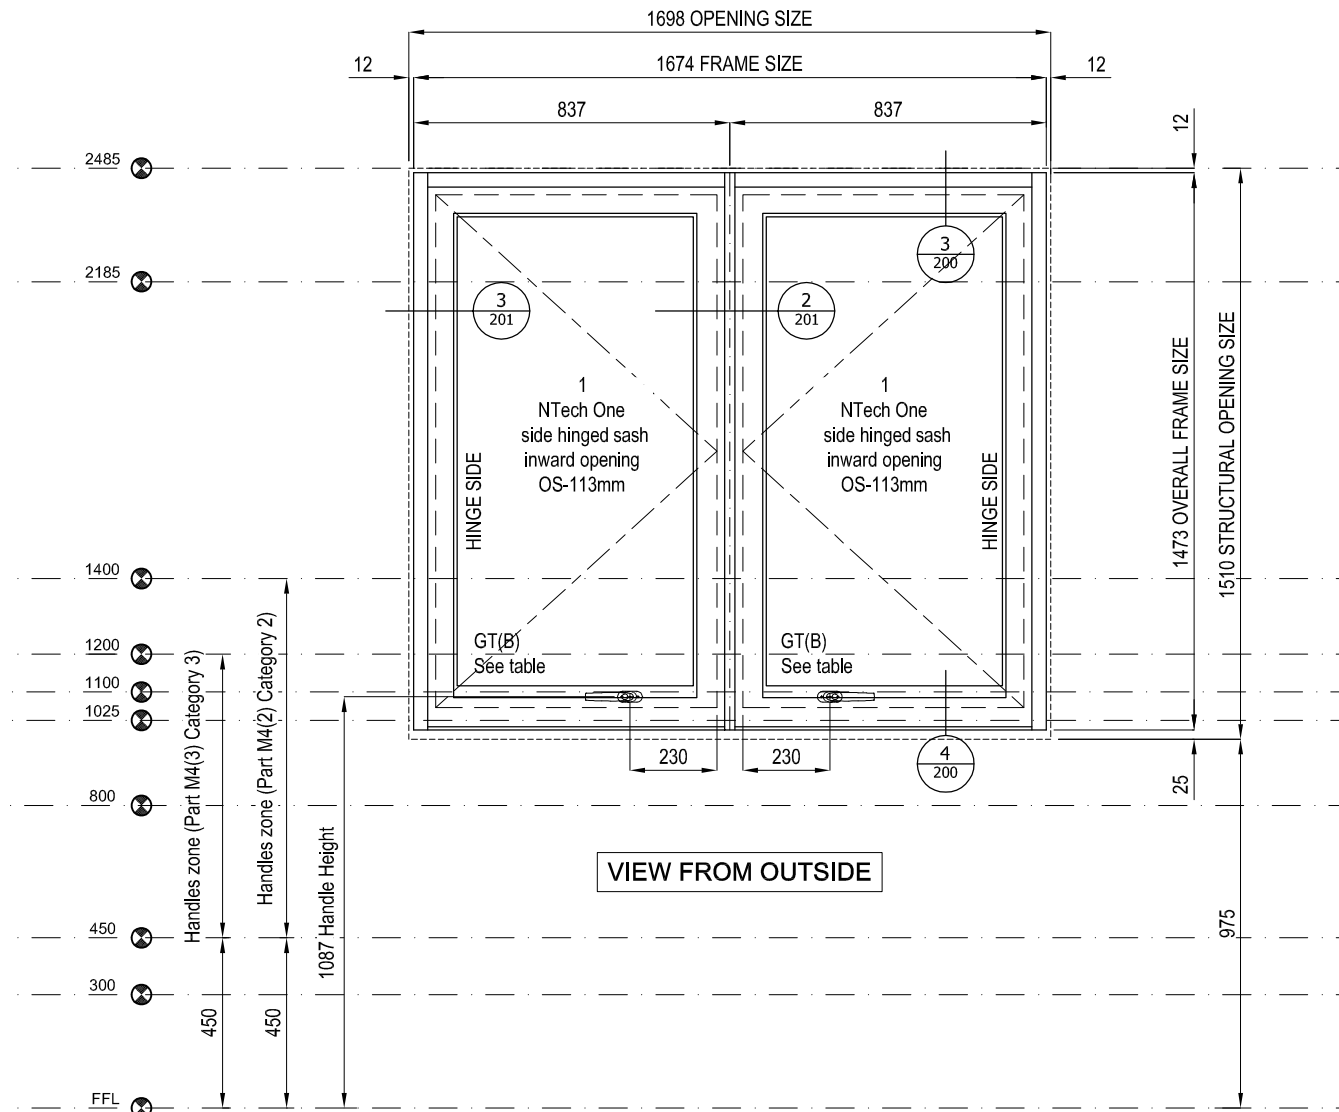 1698 OPENING SIZE
12
1674 FRAME SIZE
12
837
837
12
2485
2185
3
200
3
201
2
201
1
NTech One
side hinged sash
inward opening
OS-113mm
1
NTech One
side hinged sash
inward opening
OS-113mm
HINGE SIDE
HINGE SIDE
1473 OVERALL FRAME SIZE
1510 STRUCTURAL OPENING SIZE
1400
1200
1100
1025
800
450
300
FFL
Handles zone (Part M4(3) Category 3)
Handles zone (Part M4(2) Category 2)
GT(B)
See table
GT(B)
See table
230
230
4
200
25
1087 Handle Height
VIEW FROM OUTSIDE
975
450
450